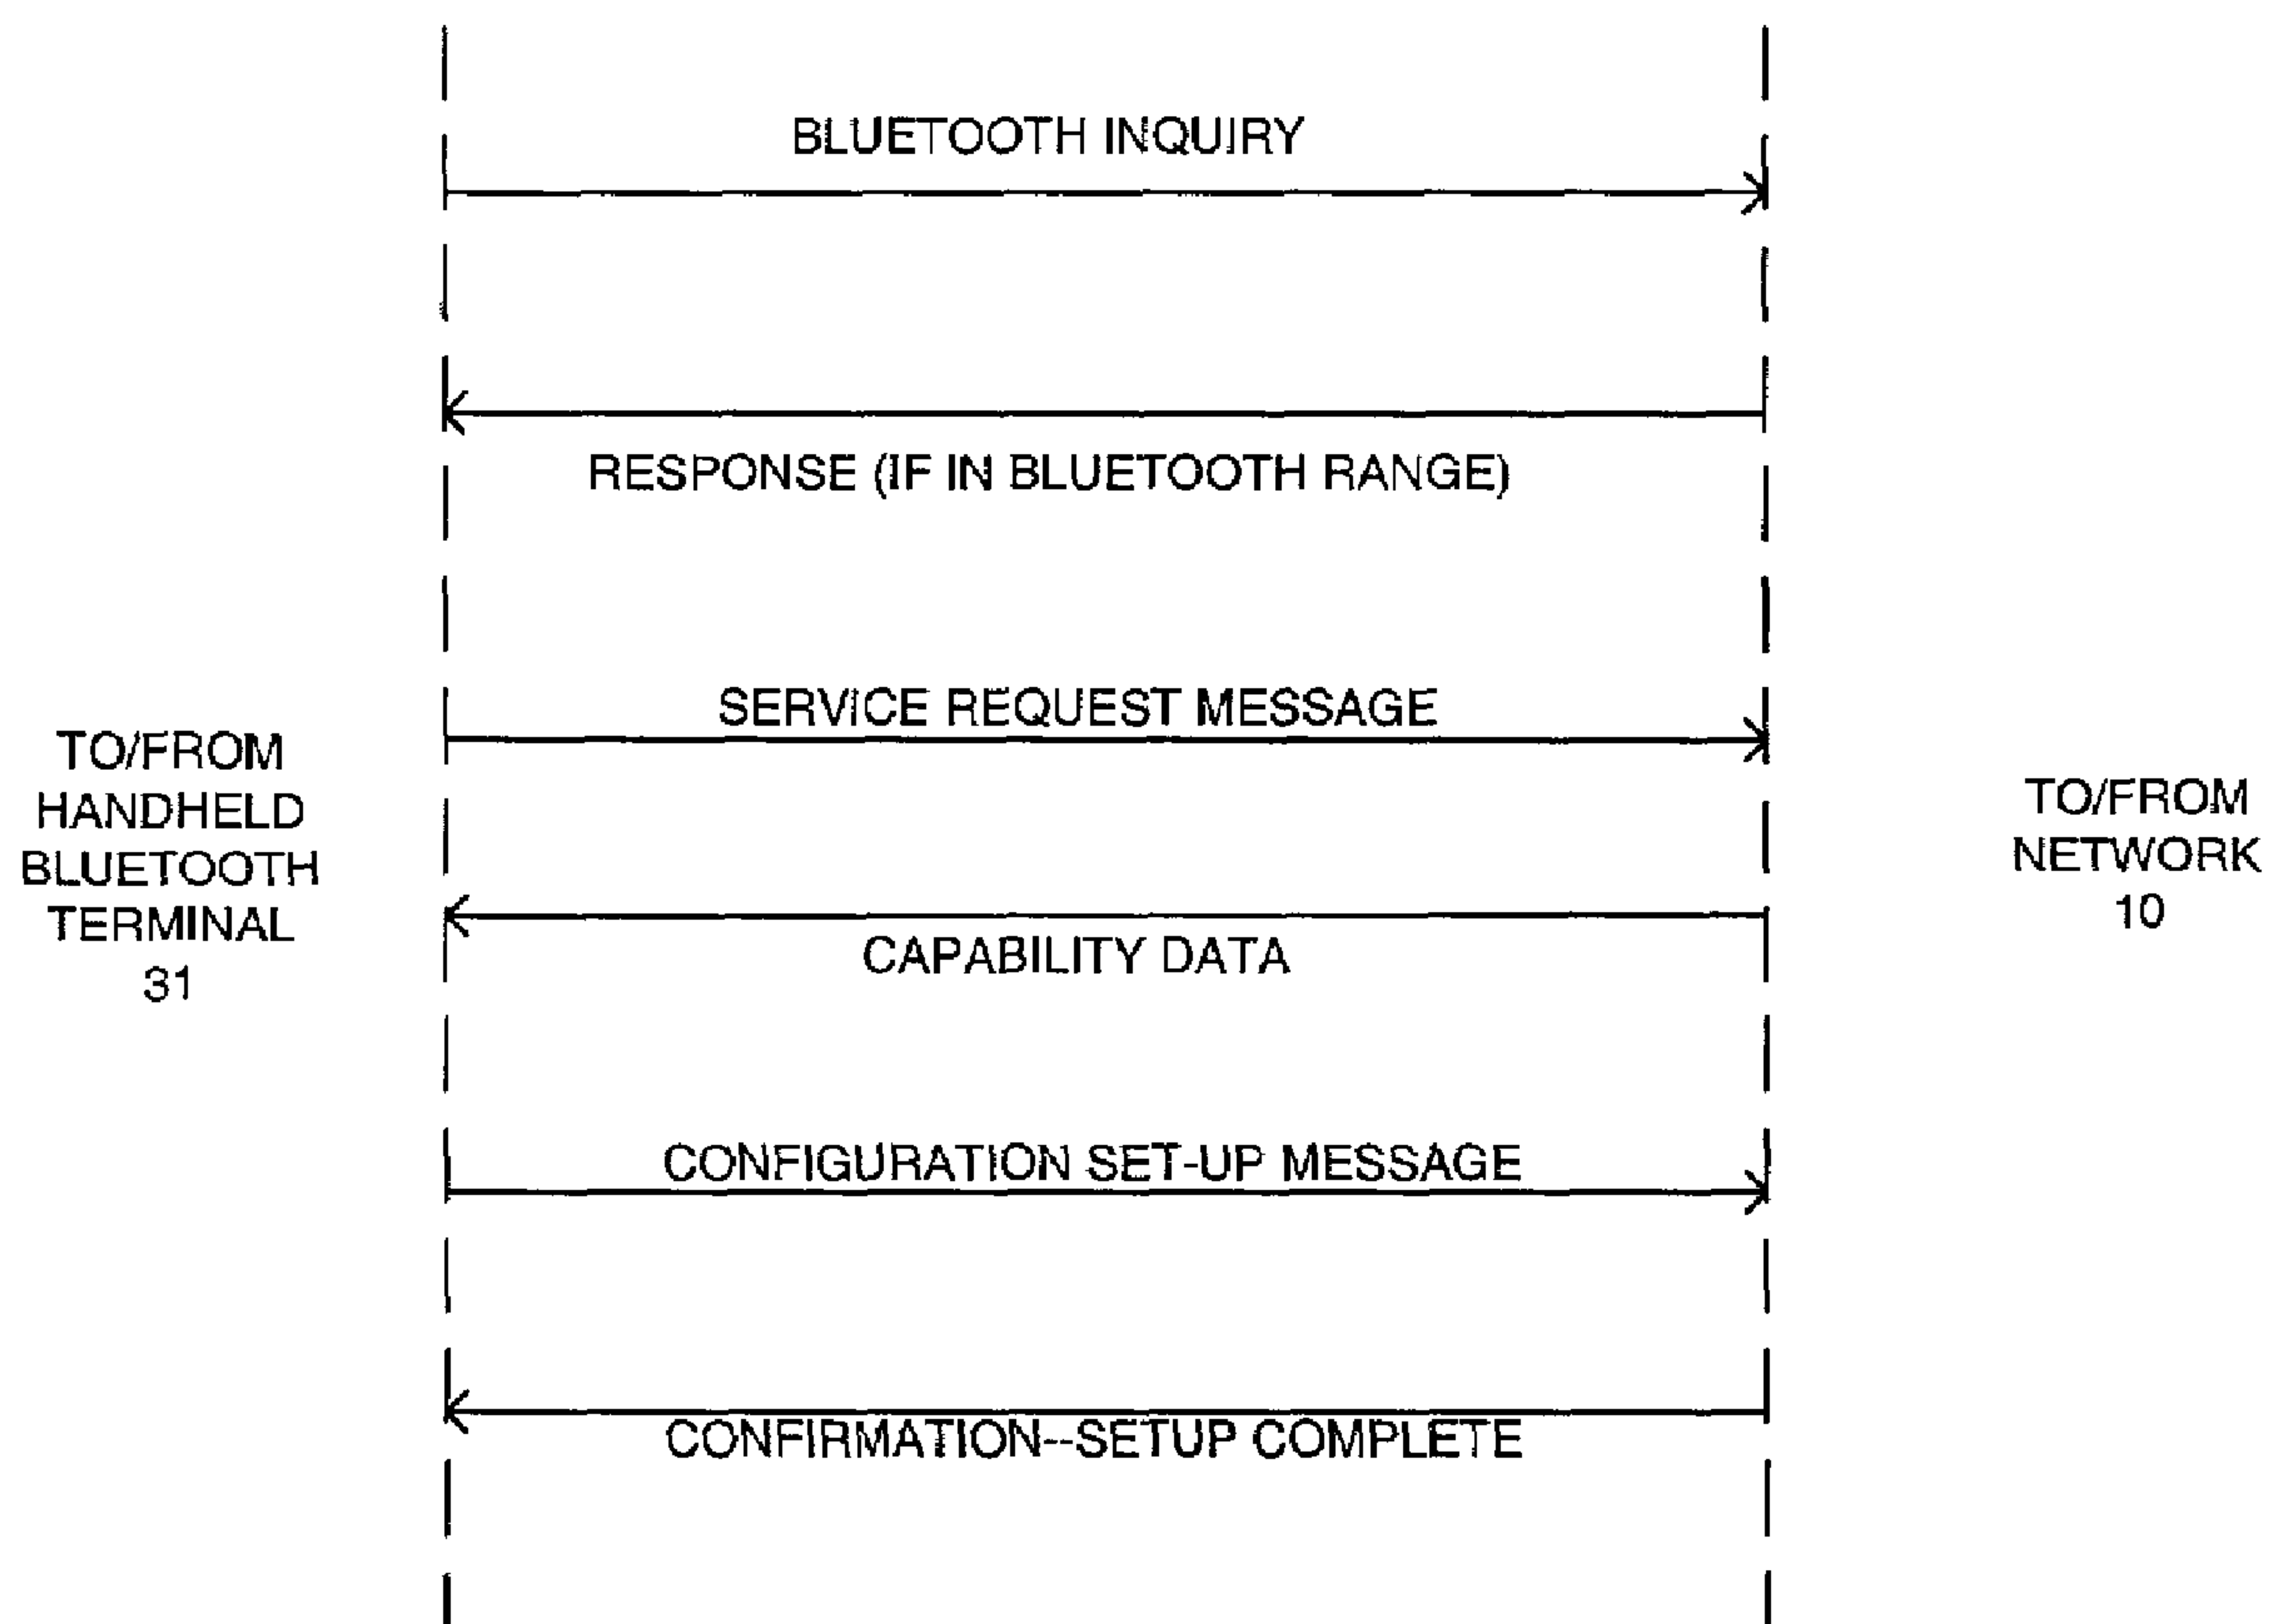 BLUETOOTH INQUIRY
RESPONSE (IF IN BLUETOOTH RANGE)
SERVICE REQUEST MESSAGE
TO/FROM
HANDHELD
BLUETOOTH
TERMINAL
31
TO/FROM
NETWORK
10
CAPABILITY DATA
CONFIGURATION SET-UP MESSAGE
CONFIRMATION--SETUP COMPLETE